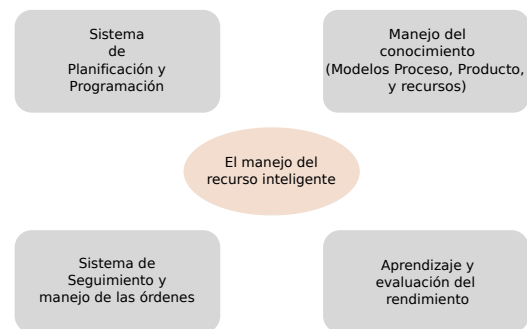 Sistema
de
Planificación y
Programación
Manejo del
conocimiento
(Modelos Proceso, Producto,
y recursos)
El manejo del
recurso inteligente
Sistema de
Seguimiento y
manejo de las órdenes
Aprendizaje y
evaluación del
rendimiento